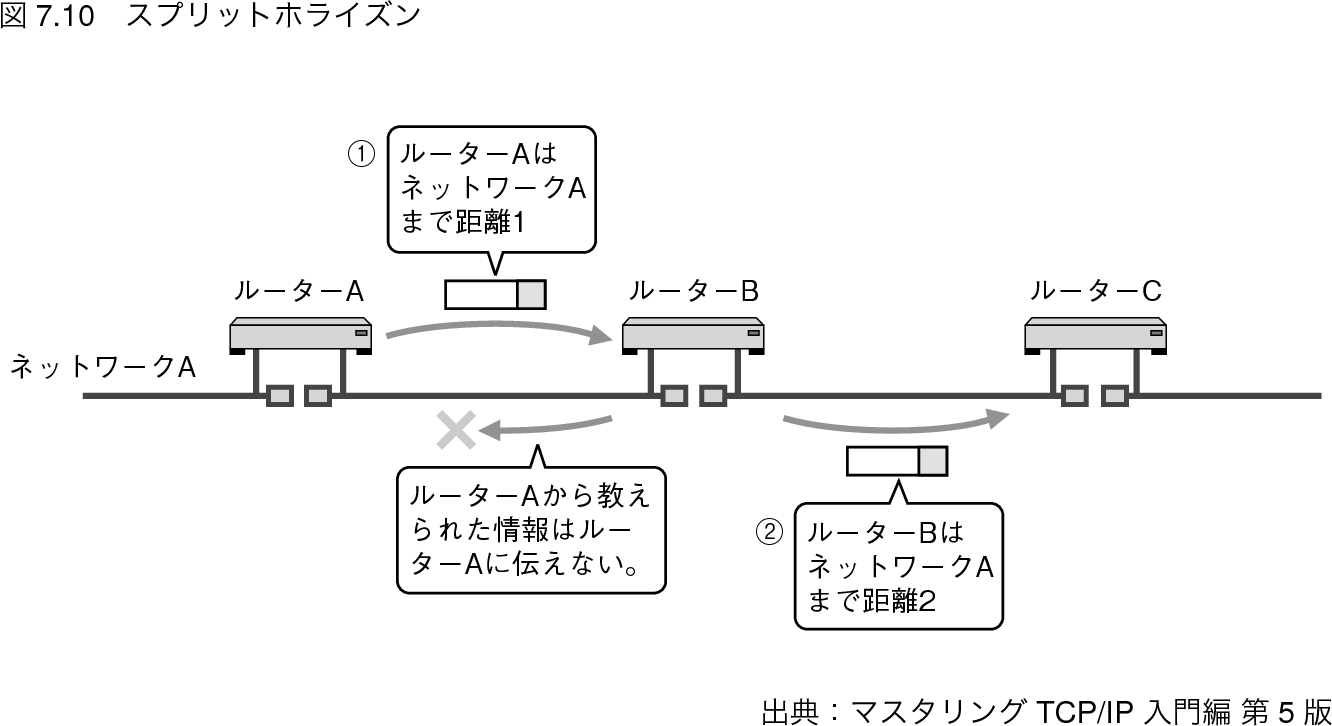 図 7.10　スプリットホライズン
①
ルーターAは
ネットワークA
まで距離1
ルーターA
ルーターB
ルーターC
ネットワークA
ルーターAから教え
られた情報はルー
ターAに伝えない。
②
ルーターBは
ネットワークA
まで距離2
出典：マスタリング TCP/IP 入門編 第 5 版